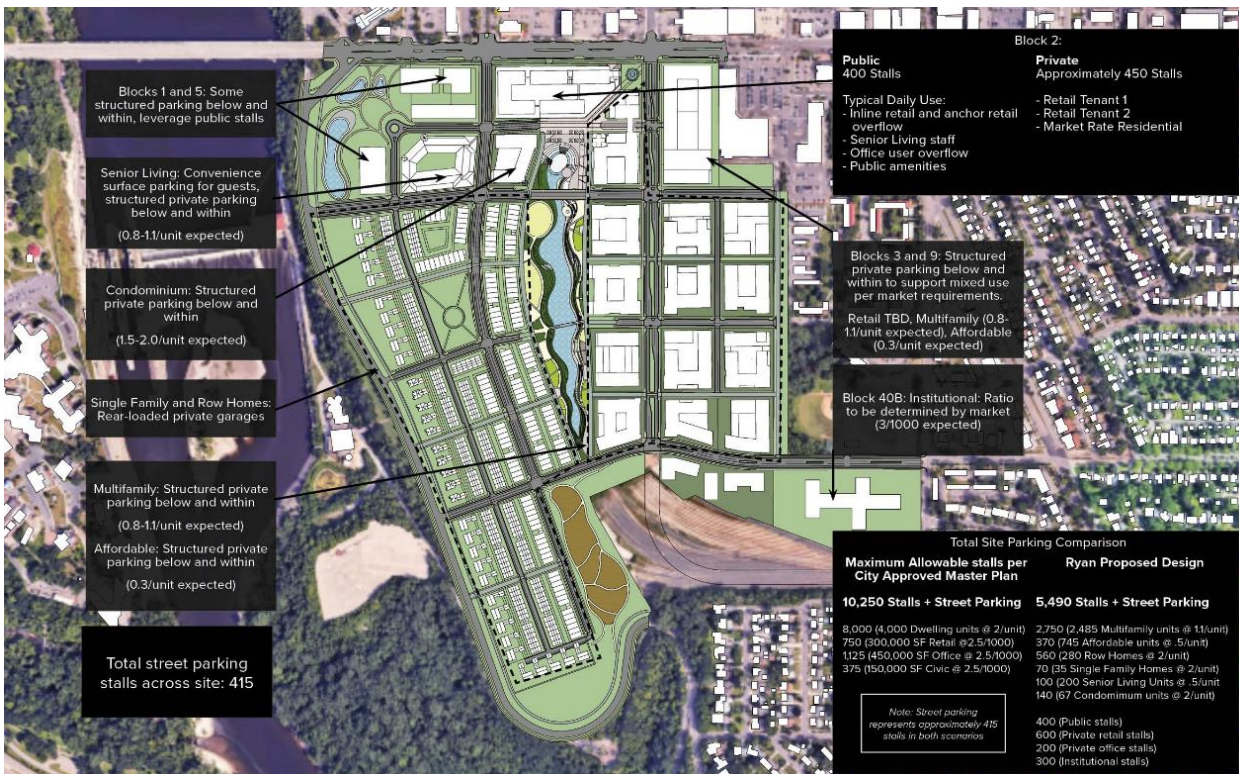 Blocks 1 and 5: Some
structured parking below and
within, leverage public stalls
Senior Living: Convenience
surface parking for guests,
structured private parking
below and within
(0.8-1.1/unit expected)
Condominium: Structured
private parking below and
within
(1.5-2.0/unit expected)
Single Family and Row Homes:
Rear-loaded private garages
Multifamily: Structured private
parking below and within
(0.8-1.1/unit expected)
Affordable: Structured private
parking below and within
(0.3/unit expected)
Total street parking
stalls across site: 415
Block 2:
Public
400 Stalls
Typical Daily Use:
- Inline retail and anchor retail
overflow
- Senior Living staff
- Office user overflow
- Public amenities
Private
Approximately 450 Stalls
- Retail Tenant 1
- Retail Tenant 2
- Market Rate Residential
Blocks 3 and 9: Structured
private parking below and
within to support mixed use
per market requirements.
Retail TBD, Multifamily (0.8-
1.1/unit expected), Affordable
(0.3/unit expected)
Block 40B: Institutional: Ratio
to be determined by market
(3/1000 expected)
Total Site Parking Comparison
Maximum Allowable stalls per
City Approved Master Plan
10,250 Stalls + Street Parking
8,000 (4,000 Dwelling units @ 2/unit)
750 (300,000 SF Retail @2.5/1000)
1,125 (450,000 SF Office @ 2.5/1000)
375 (150,000 SF Civic @ 2.5/1000)
Note: Street parking
represents approximately 415
stalls in both scenarios
Ryan Proposed Design
5,490 Stalls + Street Parking
2,750 (2,485 Multifamily units @ 1.1/unit)
370 (745 Affordable units @ .5/unit)
560 (280 Row Homes @ 2/unit)
70 (35 Single Family Homes @ 2/unit)
100 (200 Senior Living Units @ .5/unit
140 (67 Condomimum units @ 2/unit)
400 (Public stalls)
600 (Private retail stalls)
200 (Private office stalls)
300 (Institutional stalls)